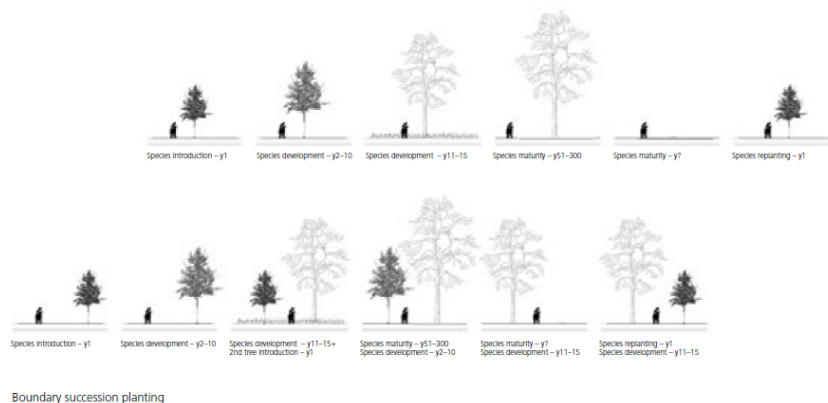 Species introduction – y1
Species development – y2–10
Species development – y11–15
Species maturity – y51–300
Species maturity – y?
Species replanting – y1
Species introduction – y1
Species development – y2–10
Species development – y11–15+
2nd tree introduction – y1
Species maturity – y51–300
Species development – y2–10
Species maturity – y?
Species development – y11–15
Species replanting – y1
Species development – y11–15
Boundary succession planting